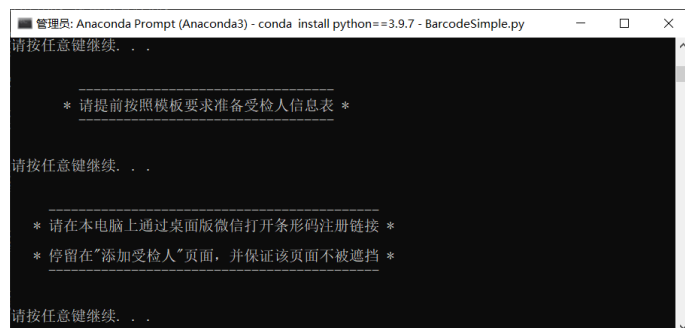 管理员: Anaconda Prompt (Anaconda3) - conda install python==3.9.7 - BarcodeSimple.py
请按任意键继续. . .
----------------------------------
* 请提前按照模板要求准备受检人信息表 *
----------------------------------
请按任意键继续. . .
--------------------------------------------
* 请在本电脑上通过桌面版微信打开条形码注册链接 *
* 停留在"添加受检人"页面，并保证该页面不被遮挡 *
--------------------------------------------
请按任意键继续. . .